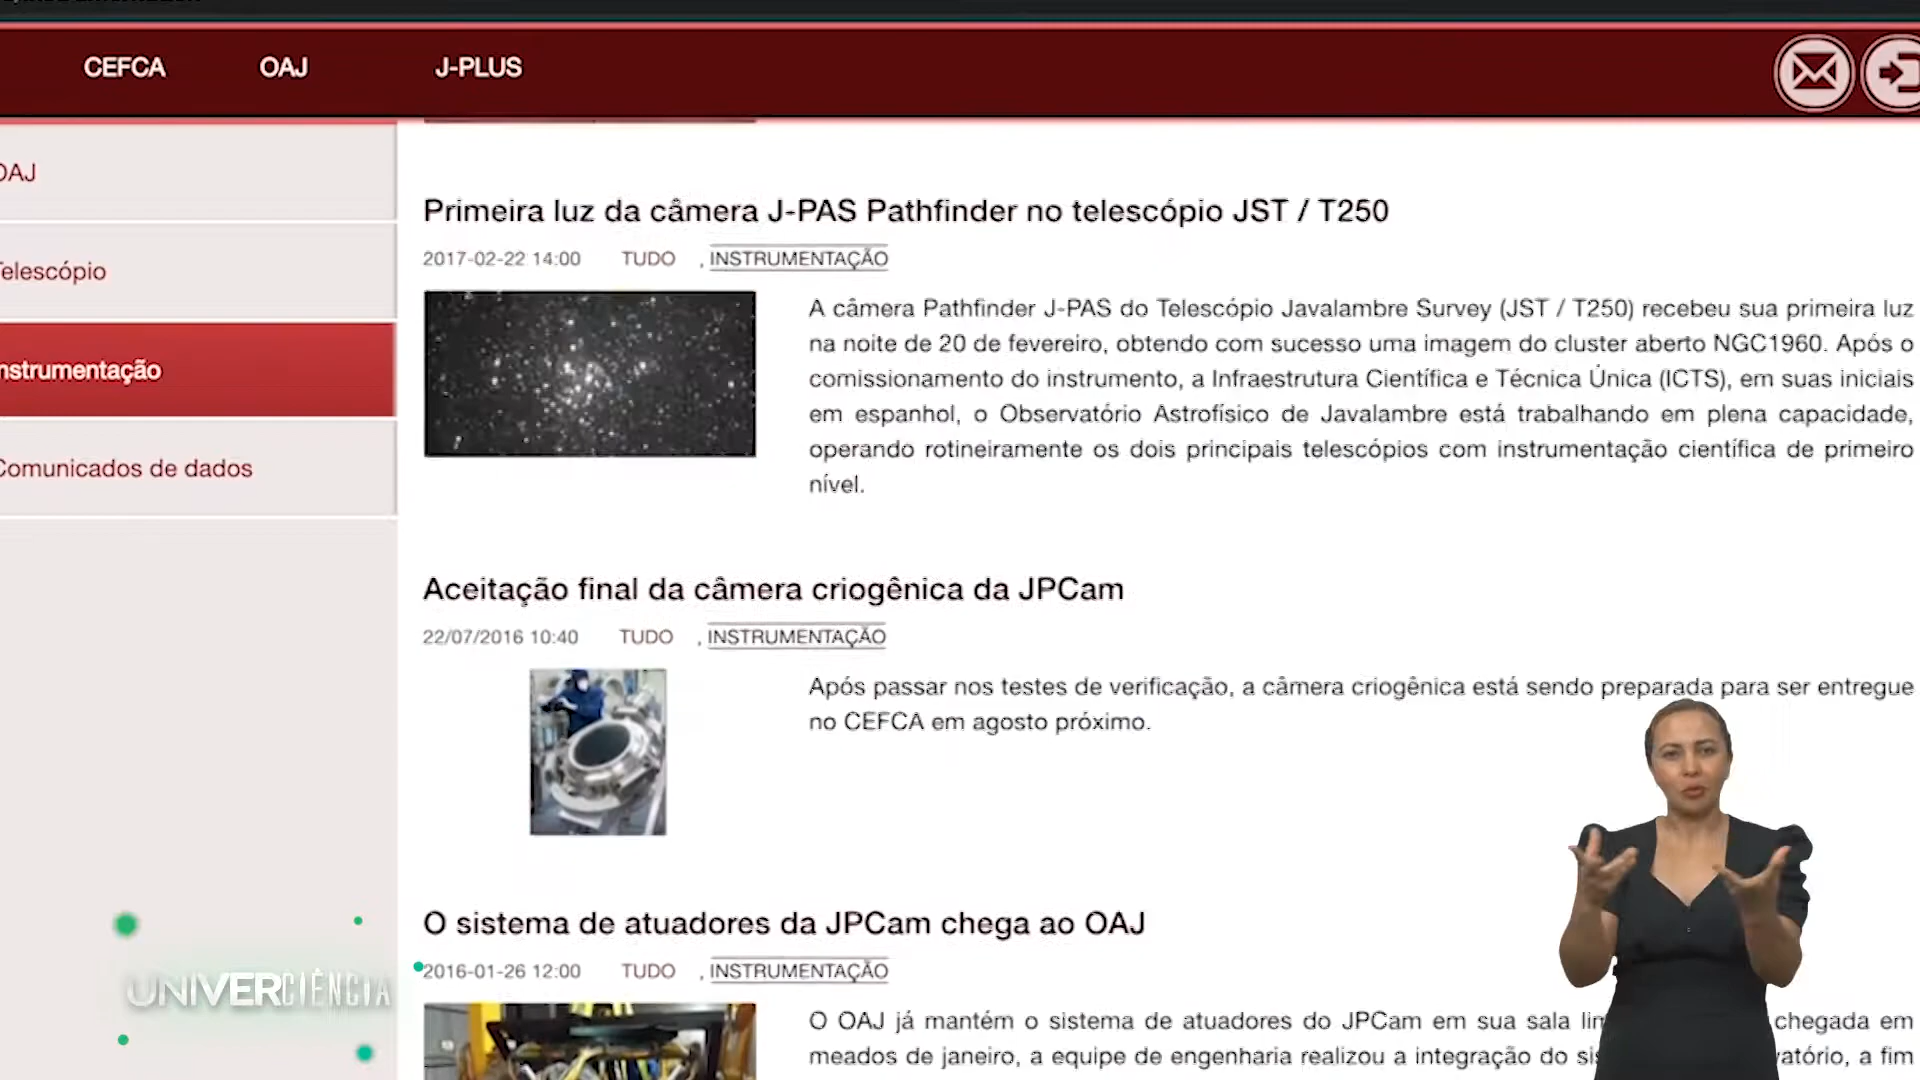 CEFCA OAJ J-PLUS
OAJ
Telescópio
Instrumentação
Comunicados de dados
Primeira luz da câmera J-PAS Pathfinder no telescópio JST / T250
2017-02-22 14:00 TUDO , INSTRUMENTAÇÃO
A câmera Pathfinder J-PAS do Telescópio Javalambre Survey (JST / T250) recebeu sua primeira luz
na noite de 20 de fevereiro, obtendo com sucesso uma imagem do cluster aberto NGC1960. Após o
comissionamento do instrumento, a Infraestrutura Científica e Técnica Única (ICTS), em suas iniciais
em espanhol, o Observatório Astrofísico de Javalambre está trabalhando em plena capacidade,
operando rotineiramente os dois principais telescópios com instrumentação científica de primeiro
nível.
Aceitação final da câmera criogênica da JPCam
22/07/2016 10:40 TUDO , INSTRUMENTAÇÃO
Após passar nos testes de verificação, a câmera criogênica está sendo preparada para ser entregue
no CEFCA em agosto próximo.
O sistema de atuadores da JPCam chega ao OAJ
2016-01-26 12:00 TUDO , INSTRUMENTAÇÃO
O OAJ já mantém o sistema de atuadores do JPCam em sua sala chegada em
meados de janeiro, a equipe de engenharia realizou a integração do a fim
UNIVERCIÊNCIA